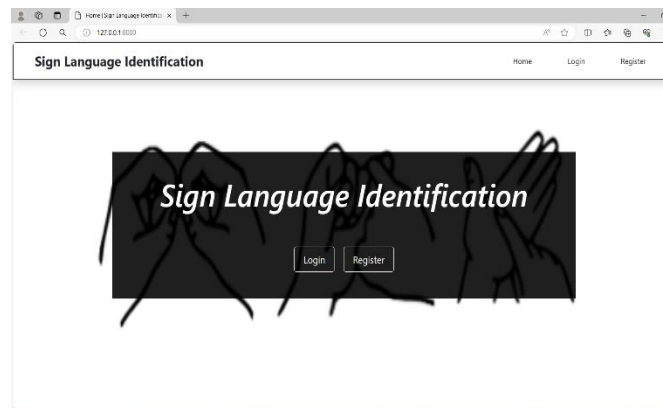 Home | Sign Language Identific
127.0.0.1:8000
Sign Language Identification
Home Login Register
Sign Language Identification
Login Register